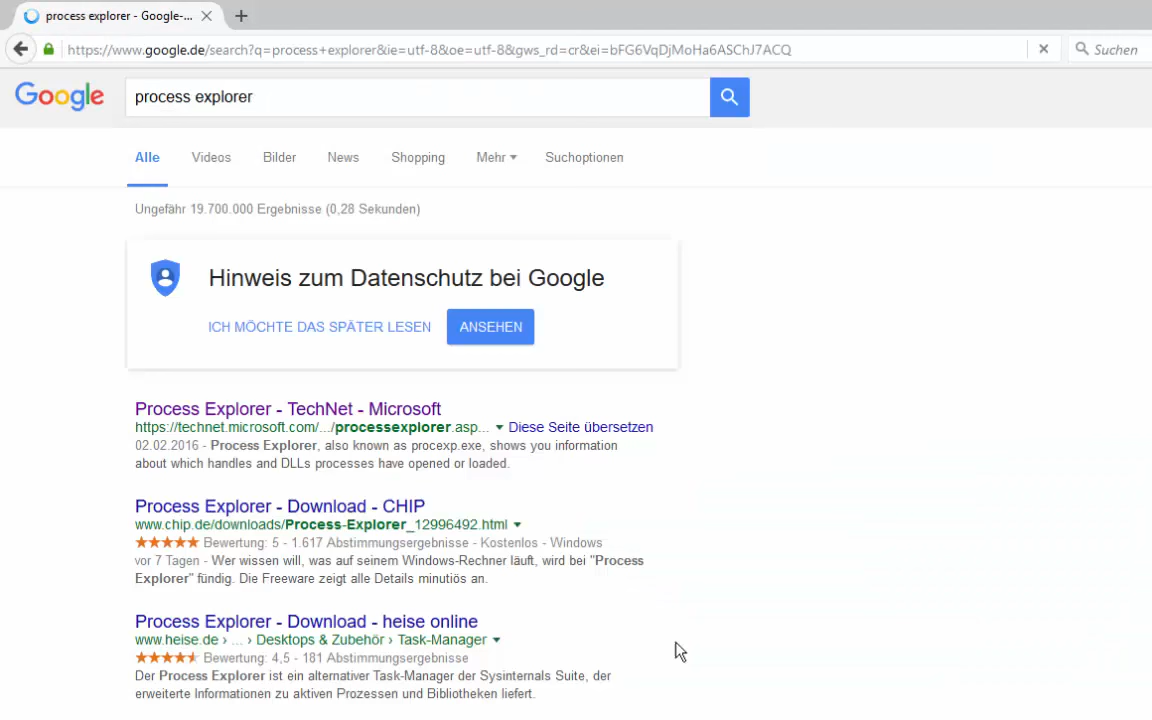 process explorer - Google-...
https://www.google.de/search?q=process+explorer&ie=utf-8&oe=utf-8&gws_rd=cr&ei=bFG6VqDjMoHa6ASChJ7ACQ
Suchen
Google
process explorer
Alle Videos Bilder News Shopping Mehr Suchoptionen
Ungefähr 19.700.000 Ergebnisse (0,28 Sekunden)
Hinweis zum Datenschutz bei Google
ICH MÖCHTE DAS SPÄTER LESEN ANSEHEN
Process Explorer - TechNet - Microsoft
https://technet.microsoft.com/.../processexplorer.asp... Diese Seite übersetzen
02.02.2016 - Process Explorer, also known as procexp.exe, shows you information
about which handles and DLLs processes have opened or loaded.
Process Explorer - Download - CHIP
www.chip.de/downloads/Process-Explorer_12996492.html
Bewertung: 5 - 1.617 Abstimmungsergebnisse - Kostenlos - Windows
vor 7 Tagen - Wer wissen will, was auf seinem Windows-Rechner läuft, wird bei "Process
Explorer" fündig. Die Freeware zeigt alle Details minutiös an.
Process Explorer - Download - heise online
www.heise.de › ... › Desktops & Zubehör › Task-Manager
Bewertung: 4,5 - 181 Abstimmungsergebnisse
Der Process Explorer ist ein alternativer Task-Manager der Sysinternals Suite, der
erweiterte Informationen zu aktiven Prozessen und Bibliotheken liefert.